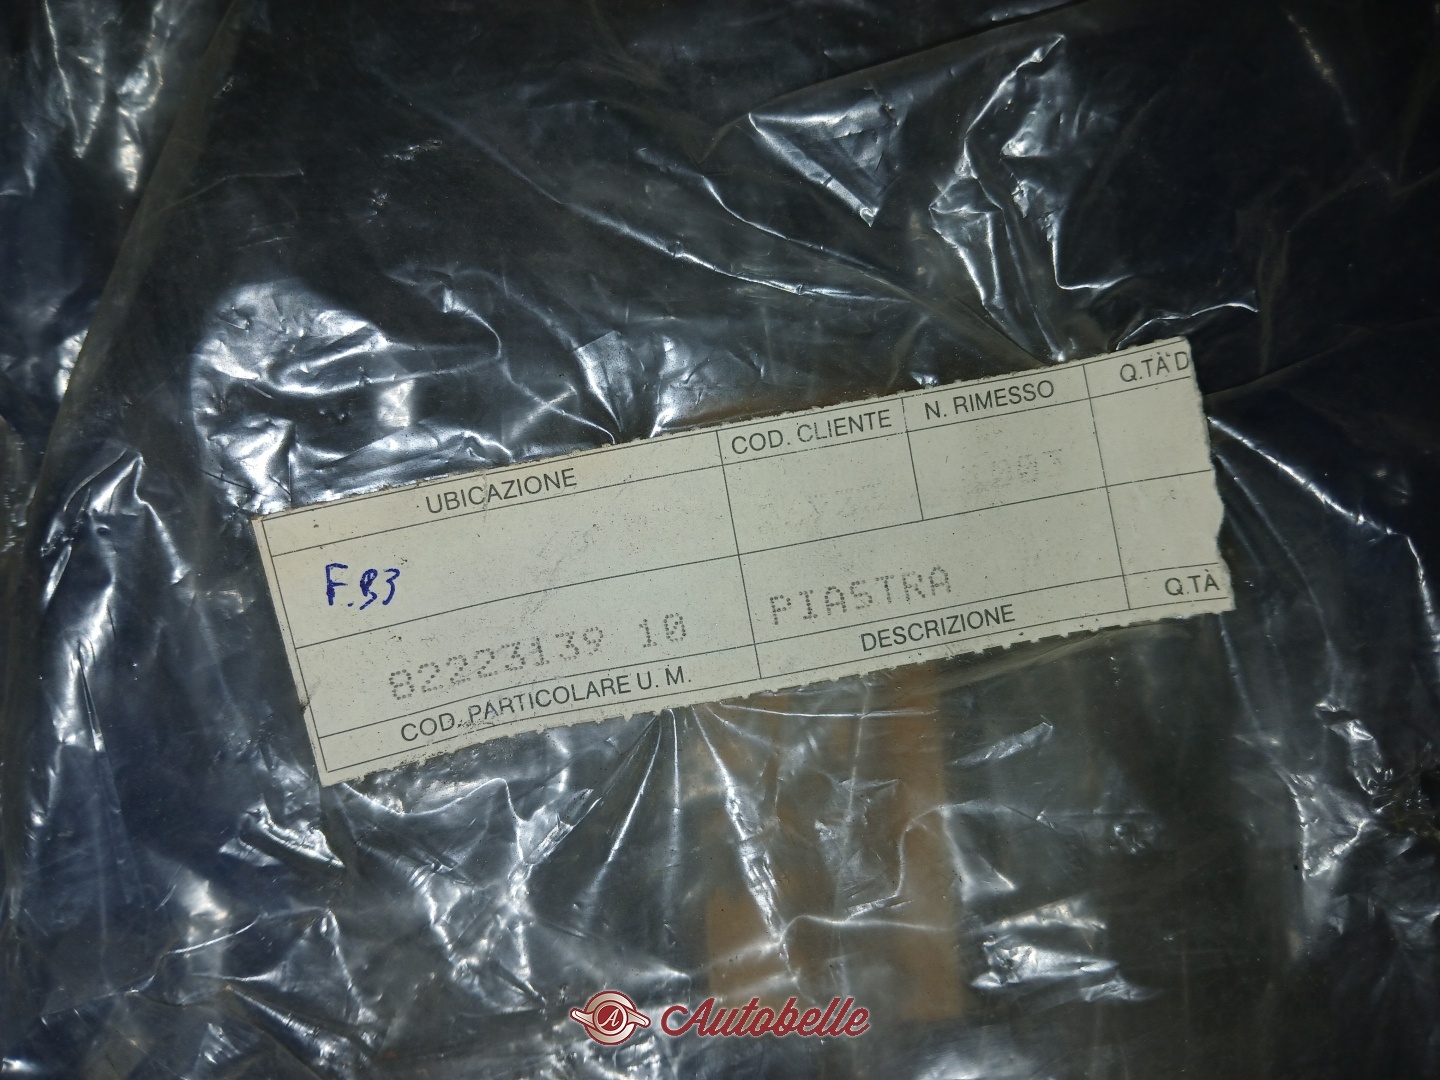 UBICAZIONE COD. CLIENTE N. RIMESSO Q.TÀ D
F.B3
82223139 10 PIASTRA
COD. PARTICOLARE U. M. DESCRIZIONE Q.TÀ
A Autobelle